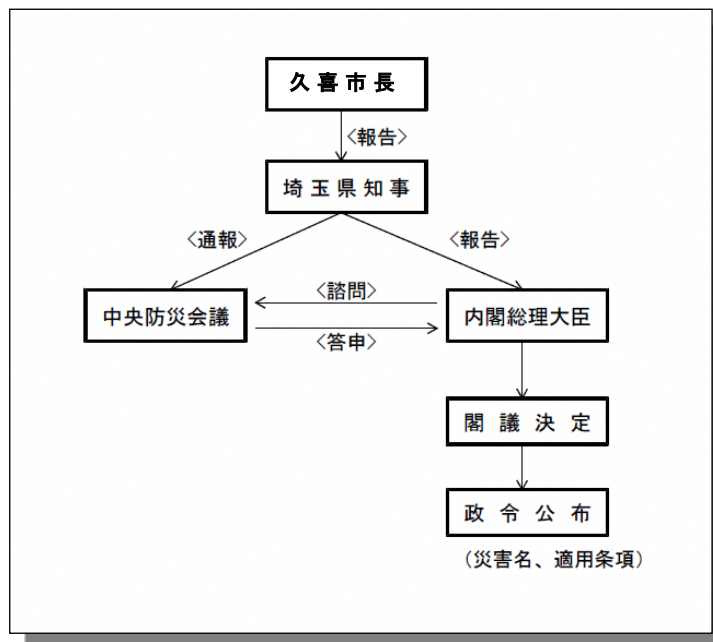 久喜市長
<報告>
埼玉県知事
<通報>
<報告>
中央防災会議
<諮問>
<答申>
内閣総理大臣
閣議決定
政令公布
(災害名、適用条項)